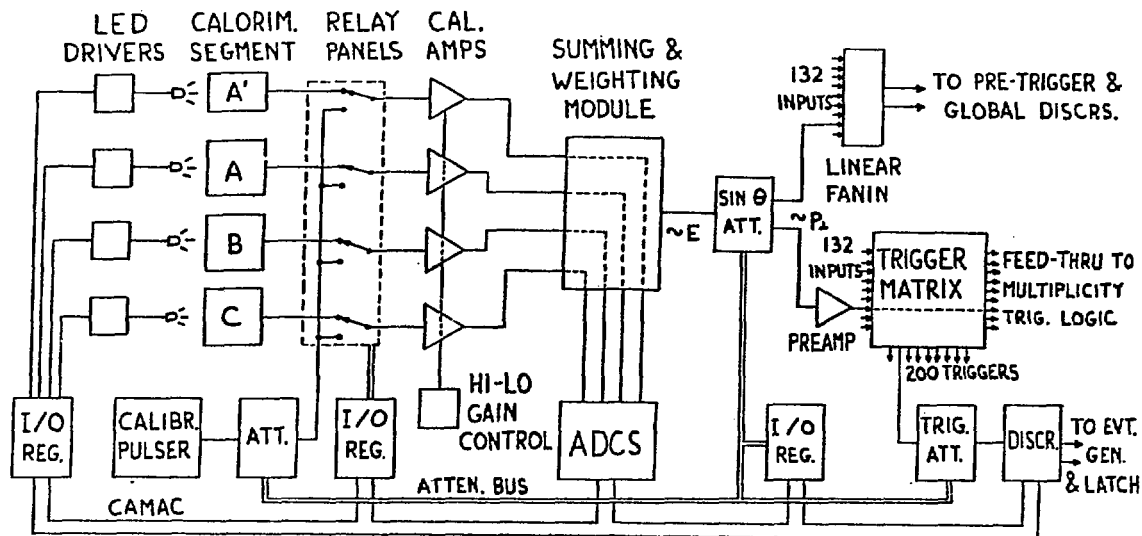 LED
DRIVERS
CALORIM.
SEGMENT
RELAY
PANELS
CAL.
AMPS
SUMMING &
WEIGHTING
MODULE
132
INPUTS
TO PRE-TRIGGER &
GLOBAL DISCRS.
LINEAR
FANIN
A'
A
B
C
~E
SIN θ
ATT.
~P⊥
132
INPUTS
TRIGGER
MATRIX
FEED-THRU TO
MULTIPLICITY
TRIG. LOGIC
PREAMP
200 TRIGGERS
I/O
REG.
CALIBR.
PULSER
ATT.
I/O
REG.
HI-LO
GAIN
CONTROL
ADCS
I/O
REG.
TRIG.
ATT.
DISCR.
TO EVT.
GEN.
& LATCH
ATTEN. BUS
CAMAC